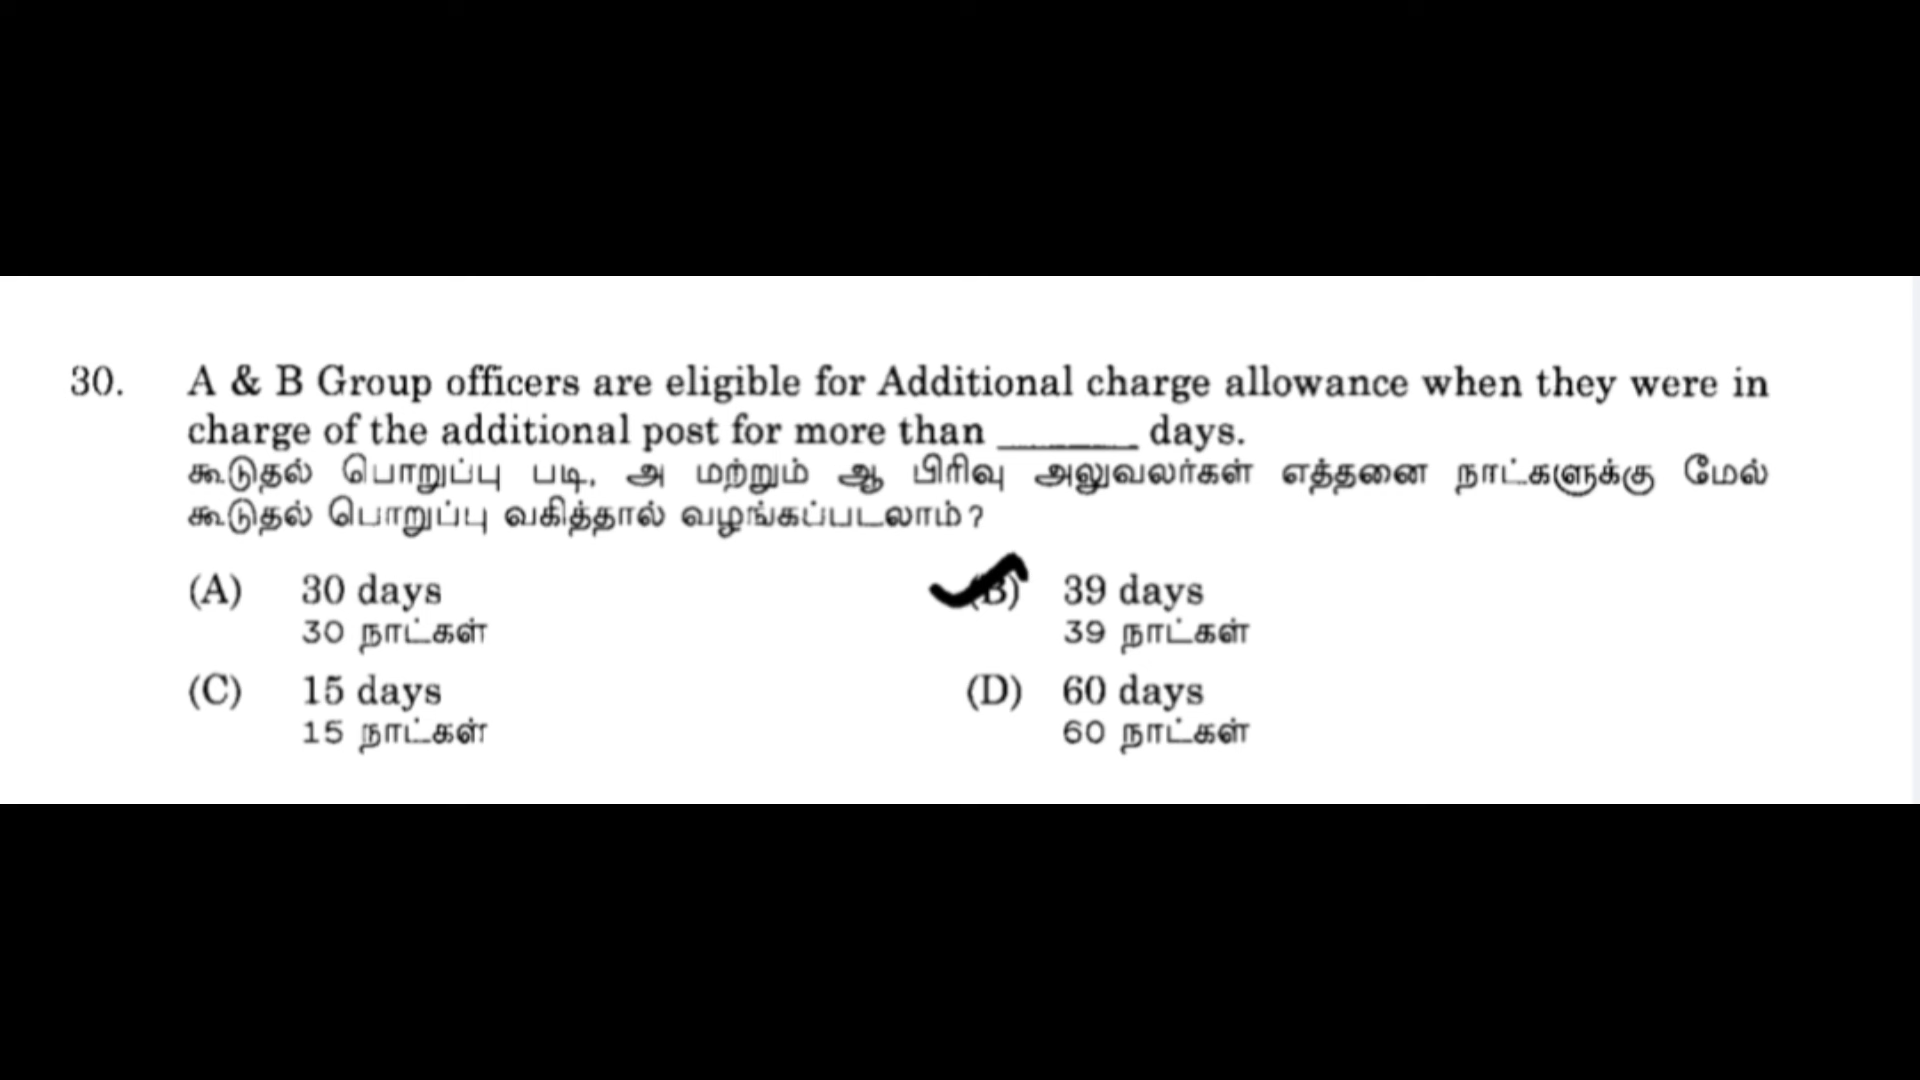 30. A & B Group officers are eligible for Additional charge allowance when they were in
charge of the additional post for more than ______ days.
கூடுதல் பொறுப்பு படி, அ மற்றும் ஆ பிரிவு அலுவலர்கள் எத்தனை நாட்களுக்கு மேல்
கூடுதல் பொறுப்பு வகித்தால் வழங்கப்படலாம்?
(A) 30 days (B) 39 days
30 நாட்கள் 39 நாட்கள்
(C) 15 days (D) 60 days
15 நாட்கள் 60 நாட்கள்